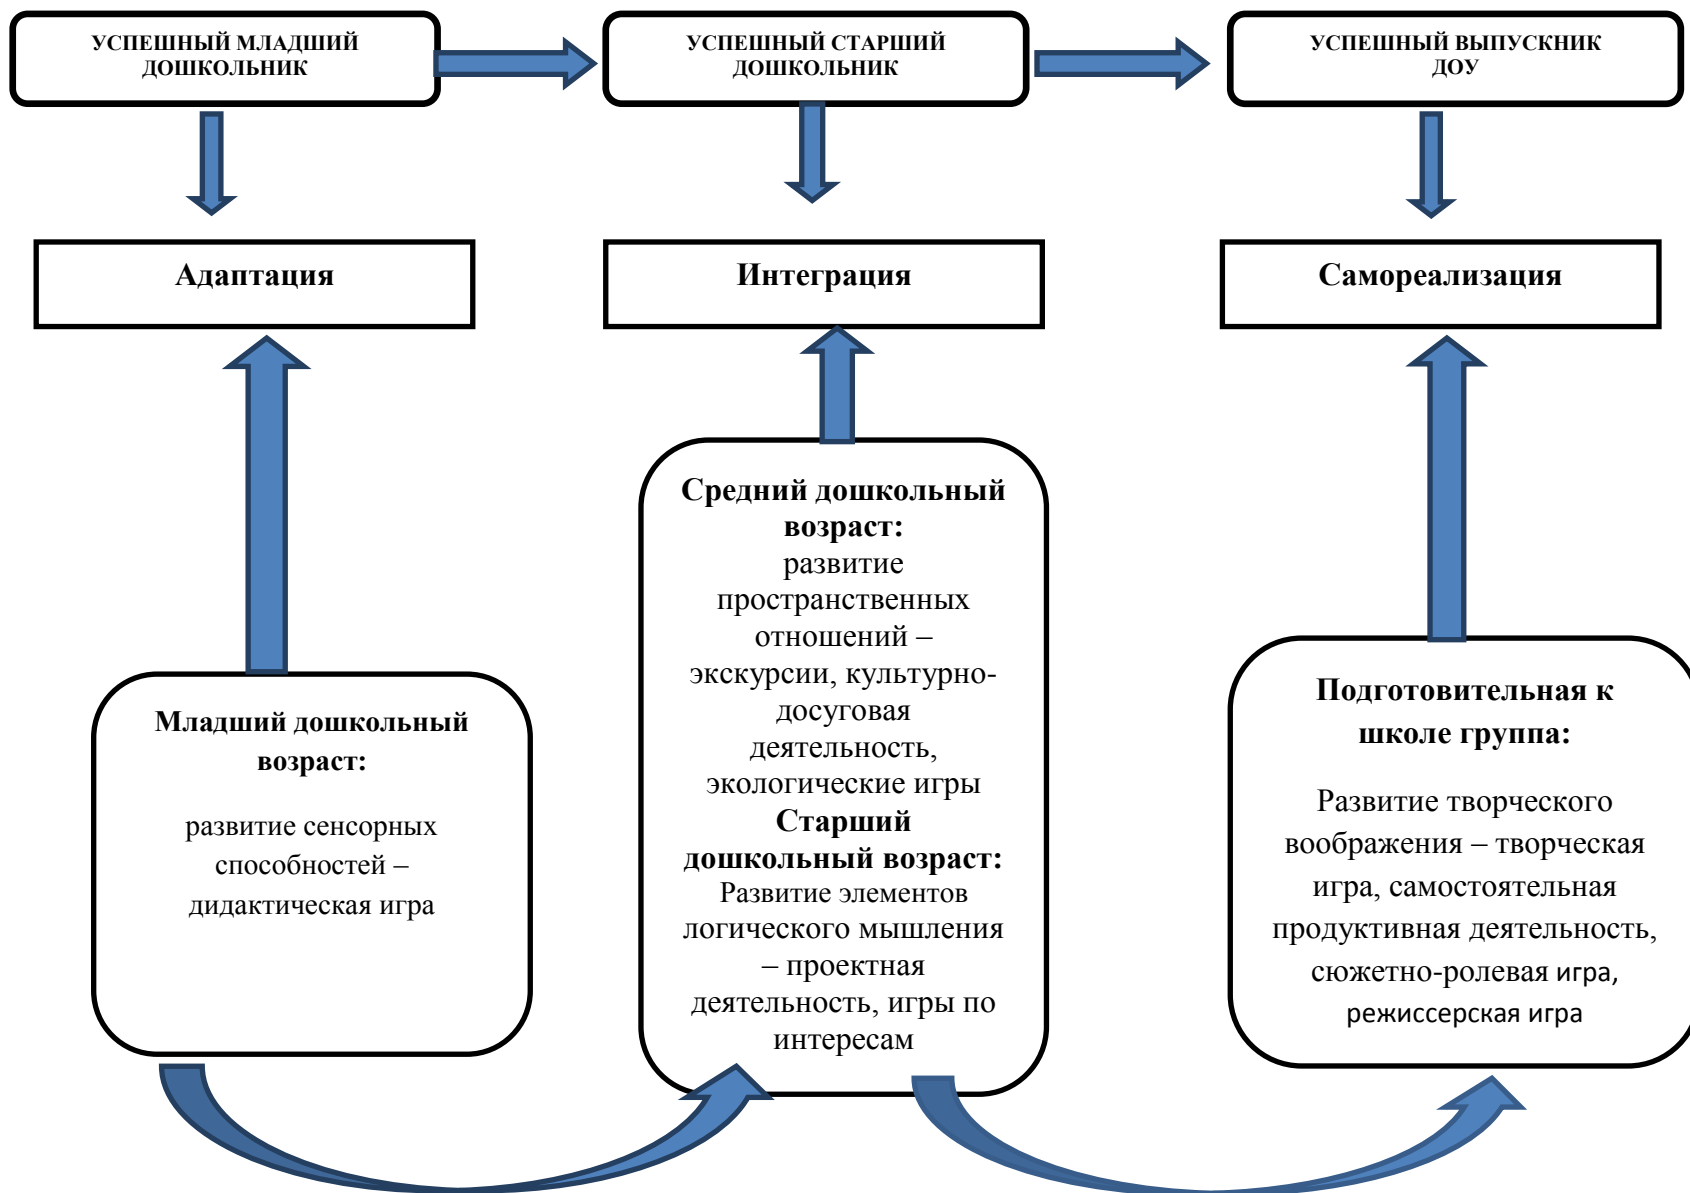 УСПЕШНЫЙ МЛАДШИЙ
ДОШКОЛЬНИК
УСПЕШНЫЙ СТАРШИЙ
ДОШКОЛЬНИК
УСПЕШНЫЙ ВЫПУСКНИК
ДОУ
Адаптация
Интеграция
Самореализация
Младший дошкольный
возраст:
развитие сенсорных
способностей –
дидактическая игра
Средний дошкольный
возраст:
развитие
пространственных
отношений –
экскурсии, культурно-
досуговая
деятельность,
экологические игры
Старший
дошкольный возраст:
Развитие элементов
логического мышления
– проектная
деятельность, игры по
интересам
Подготовительная к
школе группа:
Развитие творческого
воображения – творческая
игра, самостоятельная
продуктивная деятельность,
сюжетно-ролевая игра,
режиссерская игра